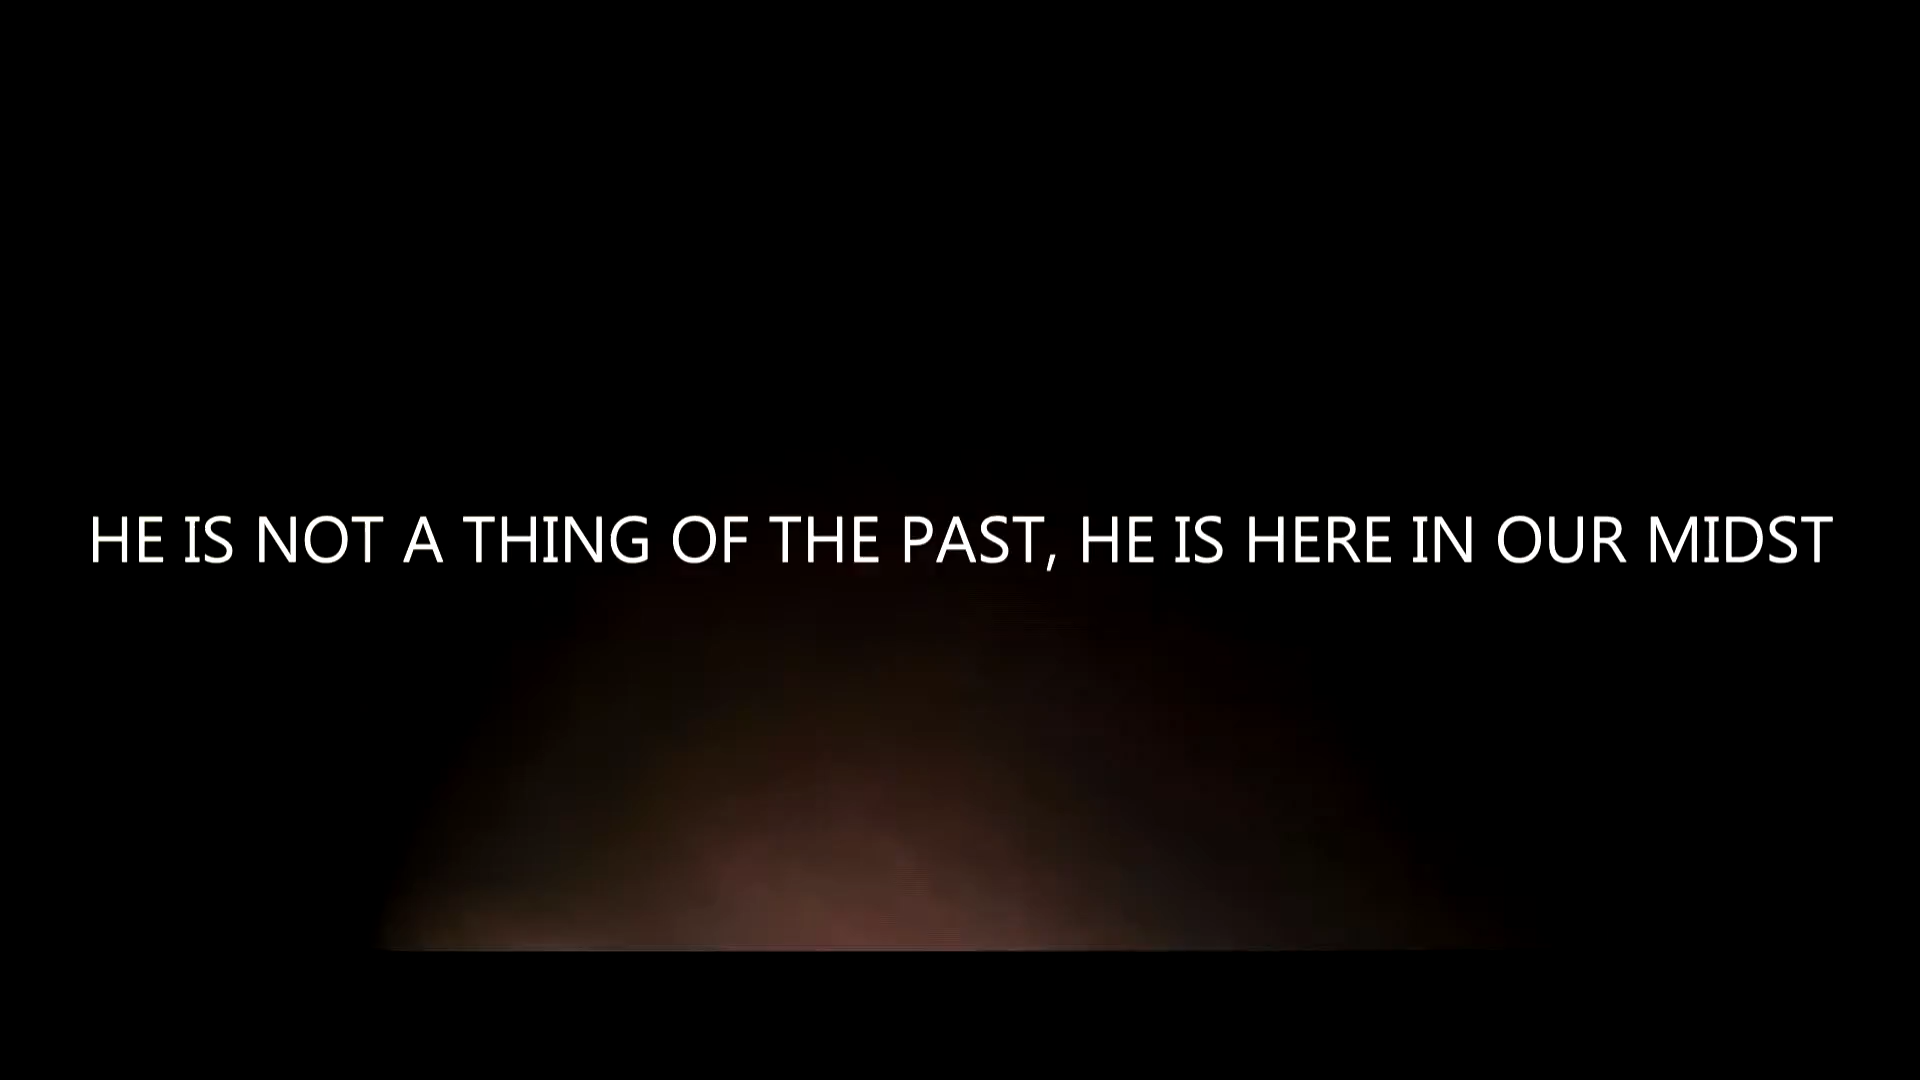 HE IS NOT A THING OF THE PAST, HE IS HERE IN OUR MIDST